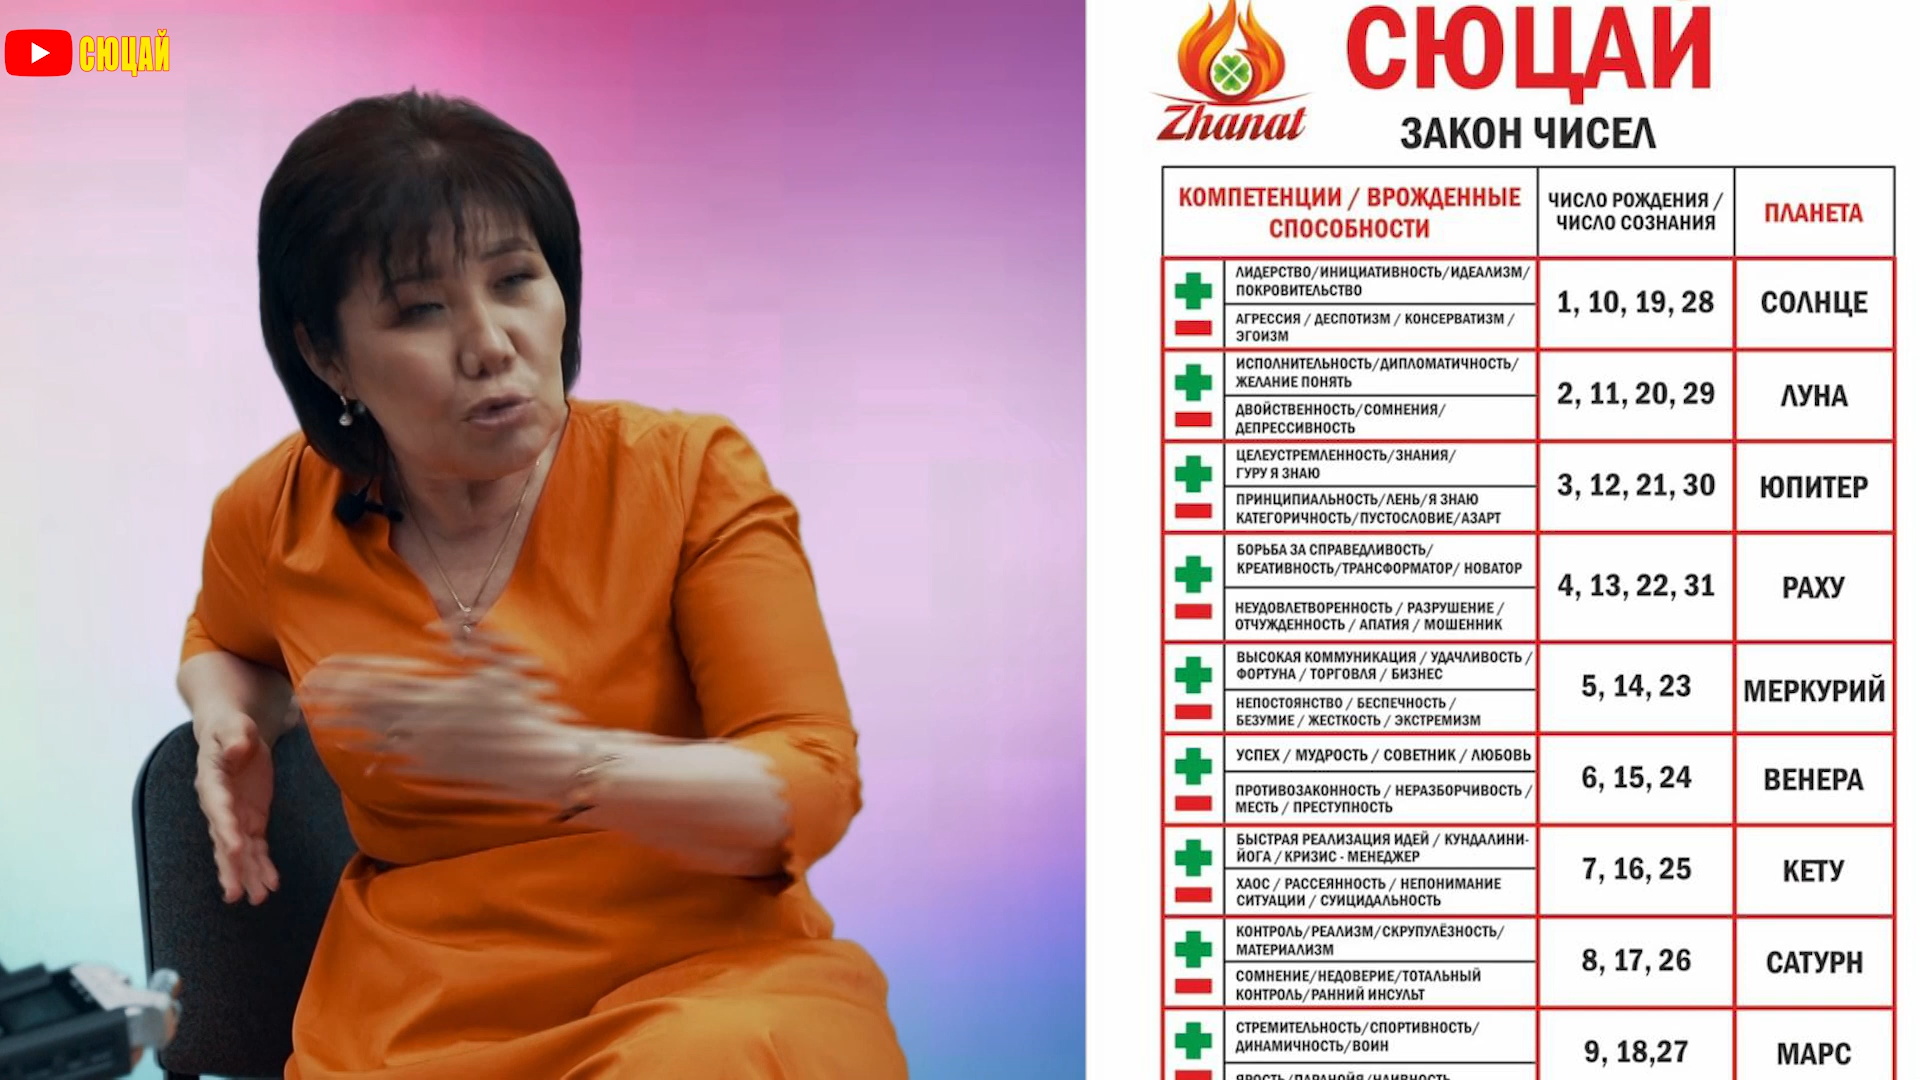 СЮЦАЙ
Zhanat
СЮЦАЙ
ЗАКОН ЧИСЕЛ
КОМПЕТЕНЦИИ / ВРОЖДЕННЫЕ
СПОСОБНОСТИ
ЧИСЛО РОЖДЕНИЯ /
ЧИСЛО СОЗНАНИЯ
ПЛАНЕТА
ЛИДЕРСТВО/ИНИЦИАТИВНОСТЬ/ИДЕАЛИЗМ/
ПОКРОВИТЕЛЬСТВО
АГРЕССИЯ / ДЕСПОТИЗМ / КОНСЕРВАТИЗМ /
ЭГОИЗМ
1, 10, 19, 28
СОЛНЦЕ
ИСПОЛНИТЕЛЬНОСТЬ/ДИПЛОМАТИЧНОСТЬ/
ЖЕЛАНИЕ ПОНЯТЬ
ДВОЙСТВЕННОСТЬ/СОМНЕНИЯ/
ДЕПРЕССИВНОСТЬ
2, 11, 20, 29
ЛУНА
ЦЕЛЕУСТРЕМЛЕННОСТЬ/ЗНАНИЯ/
ГУРУ Я ЗНАЮ
ПРИНЦИПИАЛЬНОСТЬ/ЛЕНЬ/Я ЗНАЮ
КАТЕГОРИЧНОСТЬ/ПУСТОСЛОВИЕ/АЗАРТ
3, 12, 21, 30
ЮПИТЕР
БОРЬБА ЗА СПРАВЕДЛИВОСТЬ/
КРЕАТИВНОСТЬ/ТРАНСФОРМАТОР/ НОВАТОР
НЕУДОВЛЕТВОРЕННОСТЬ / РАЗРУШЕНИЕ /
ОТЧУЖДЕННОСТЬ / АПАТИЯ / МОШЕННИК
4, 13, 22, 31
РАХУ
ВЫСОКАЯ КОММУНИКАЦИЯ / УДАЧЛИВОСТЬ /
ФОРТУНА / ТОРГОВЛЯ / БИЗНЕС
НЕПОСТОЯНСТВО / БЕСПЕЧНОСТЬ /
БЕЗУМИЕ / ЖЕСТКОСТЬ / ЭКСТРЕМИЗМ
5, 14, 23
МЕРКУРИЙ
УСПЕХ / МУДРОСТЬ / СОВЕТНИК / ЛЮБОВЬ
ПРОТИВОЗАКОННОСТЬ / НЕРАЗБОРЧИВОСТЬ /
МЕСТЬ / ПРЕСТУПНОСТЬ
6, 15, 24
ВЕНЕРА
БЫСТРАЯ РЕАЛИЗАЦИЯ ИДЕЙ / КУНДАЛИНИ-
ЙОГА / КРИЗИС - МЕНЕДЖЕР
ХАОС / РАССЕЯННОСТЬ / НЕПОНИМАНИЕ
СИТУАЦИИ / СУИЦИДАЛЬНОСТЬ
7, 16, 25
КЕТУ
КОНТРОЛЬ/РЕАЛИЗМ/СКРУПУЛЁЗНОСТЬ/
МАТЕРИАЛИЗМ
СОМНЕНИЕ/НЕДОВЕРИЕ/ТОТАЛЬНЫЙ
КОНТРОЛЬ/РАННИЙ ИНСУЛЬТ
8, 17, 26
САТУРН
СТРЕМИТЕЛЬНОСТЬ/СПОРТИВНОСТЬ/
ДИНАМИЧНОСТЬ/ВОИН
ЯРОСТЬ/ПАРАНОЙЯ/НАИВНОСТЬ
9, 18,27
МАРС